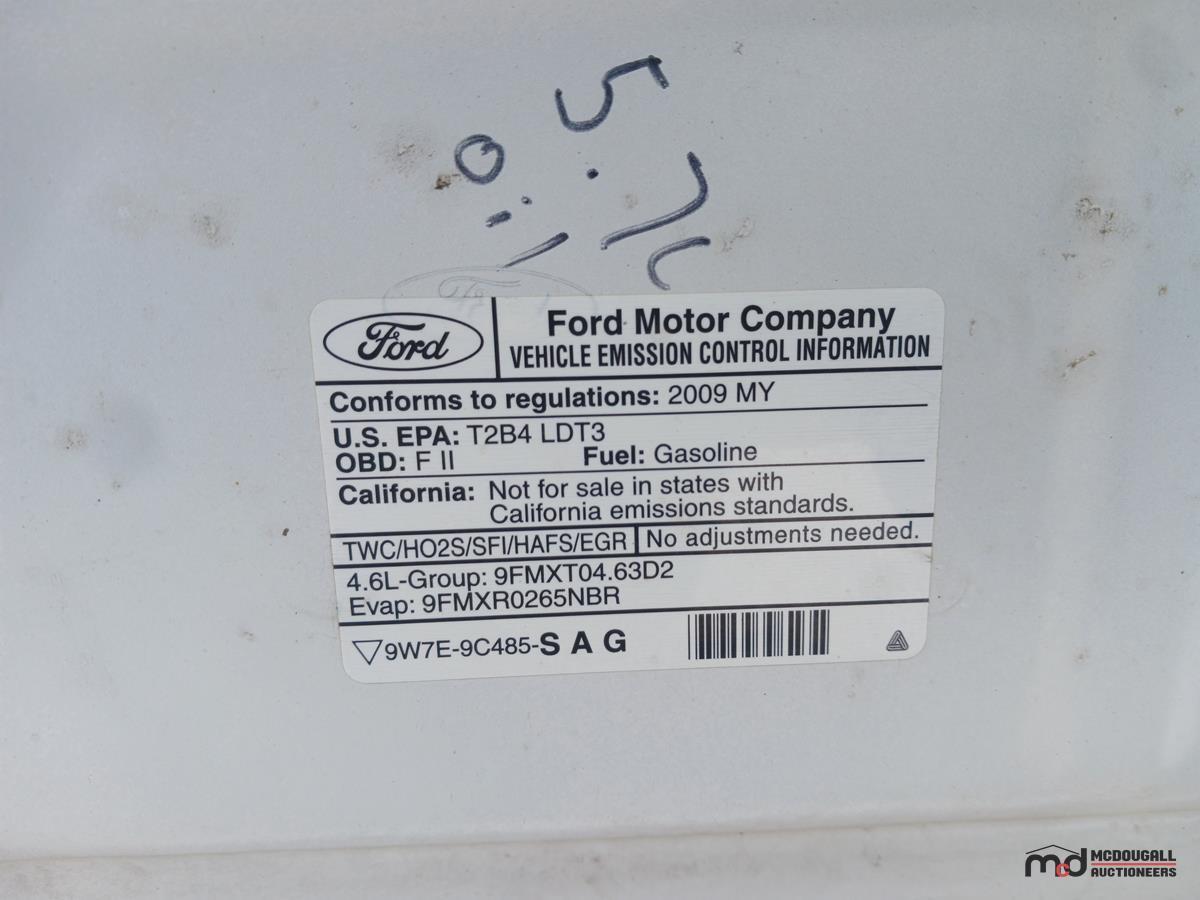 Ford
Ford Motor Company
VEHICLE EMISSION CONTROL INFORMATION
Conforms to regulations: 2009 MY
U.S. EPA: T2B4 LDT3
OBD: F II Fuel: Gasoline
California: Not for sale in states with
California emissions standards.
TWC/HO2S/SFI/HAFS/EGR No adjustments needed.
4.6L-Group: 9FMXT04.63D2
Evap: 9FMXR0265NBR
9W7E-9C485-SAG
mcd MCDOUGALL
AUCTIONEERS